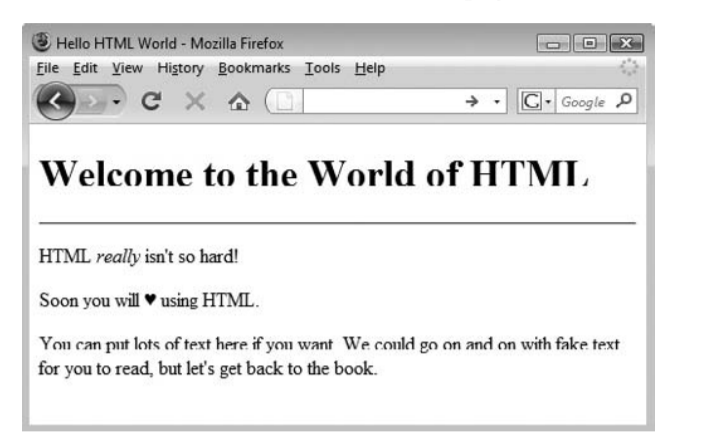 Hello HTML World - Mozilla Firefox
File Edit View History Bookmarks Tools Help
G Google
Welcome to the World of HTML
HTML really isn't so hard!
Soon you will ♥ using HTML.
You can put lots of text here if you want. We could go on and on with fake text
for you to read, but let's get back to the book.